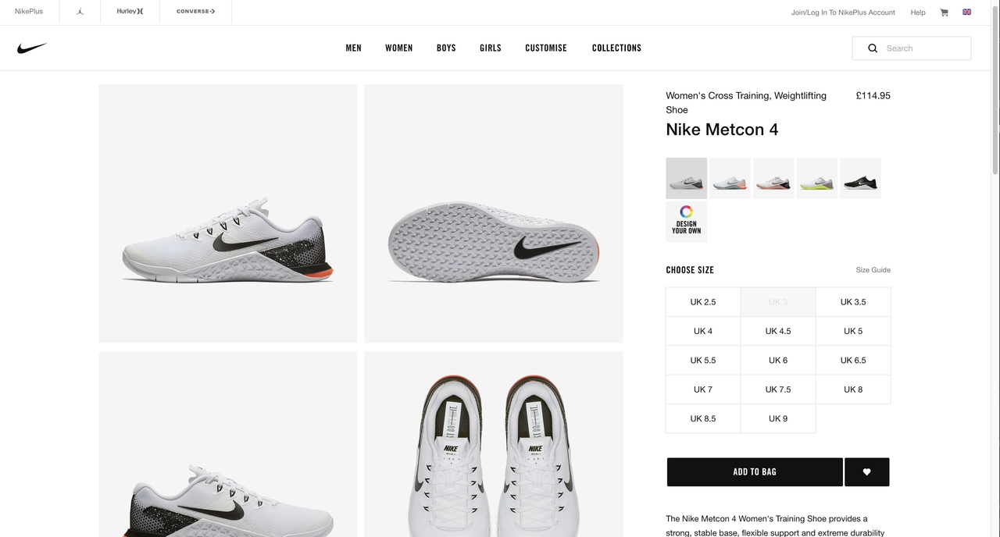 NikePlus
Hurley
CONVERSE
Join/Log In To NikePlus Account
Help
MEN
WOMEN
BOYS
GIRLS
CUSTOMISE
COLLECTIONS
Search
Women's Cross Training, Weightlifting
Shoe
£114.95
Nike Metcon 4
DESIGN
YOUR OWN
CHOOSE SIZE
Size Guide
UK 2.5
UK 3
UK 3.5
UK 4
UK 4.5
UK 5
UK 5.5
UK 6
UK 6.5
UK 7
UK 7.5
UK 8
UK 8.5
UK 9
NIKE
NIKE
ADD TO BAG
The Nike Metcon 4 Women's Training Shoe provides a
strong, stable base, flexible support and extreme durability